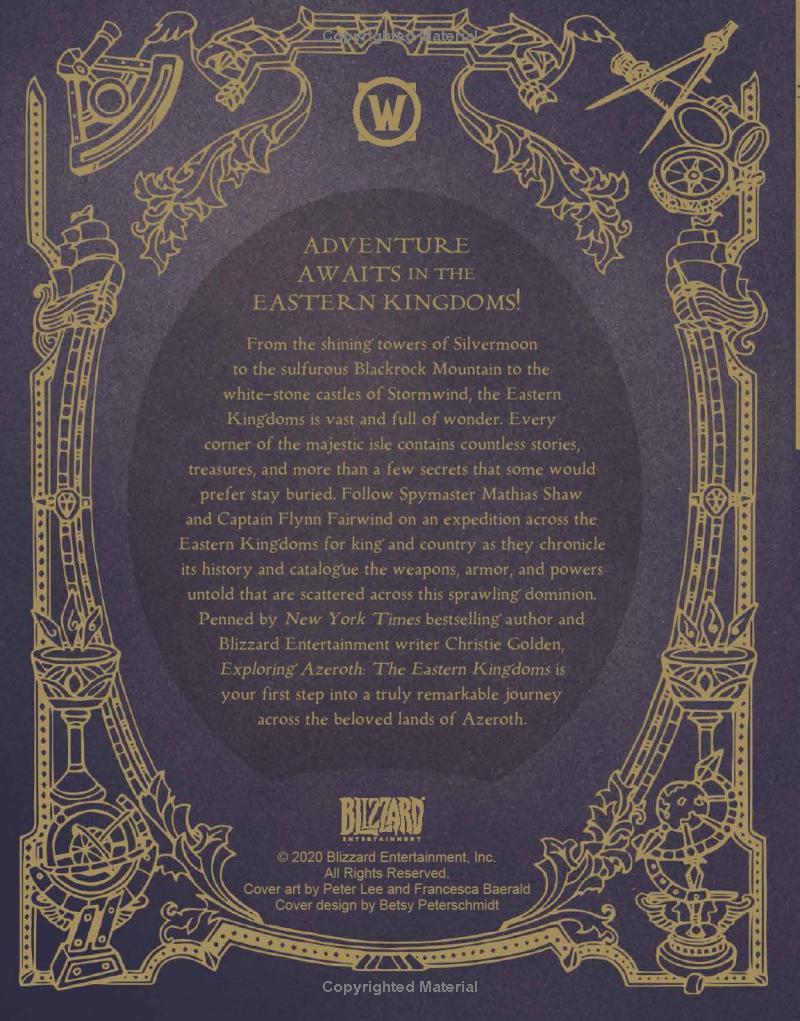 Copyrighted Material
W
ADVENTURE
AWAITS IN THE
EASTERN KINGDOMS!
From the shining towers of Silvermoon
to the sulfurous Blackrock Mountain to the
white-stone castles of Stormwind, the Eastern
Kingdoms is vast and full of wonder. Every
corner of the majestic isle contains countless stories,
treasures, and more than a few secrets that some would
prefer stay buried. Follow Spymaster Mathias Shaw
and Captain Flynn Fairwind on an expedition across the
Eastern Kingdoms for king and country as they chronicle
its history and catalogue the weapons, armor, and powers
untold that are scattered across this sprawling dominion.
Penned by New York Times bestselling author and
Blizzard Entertainment writer Christie Golden,
Exploring Azeroth: The Eastern Kingdoms is
your first step into a truly remarkable journey
across the beloved lands of Azeroth.
BLIZZARD
ENTERTAINMENT
© 2020 Blizzard Entertainment, Inc.
All Rights Reserved.
Cover art by Peter Lee and Francesca Baerald
Cover design by Betsy Peterschmidt
Copyrighted Material